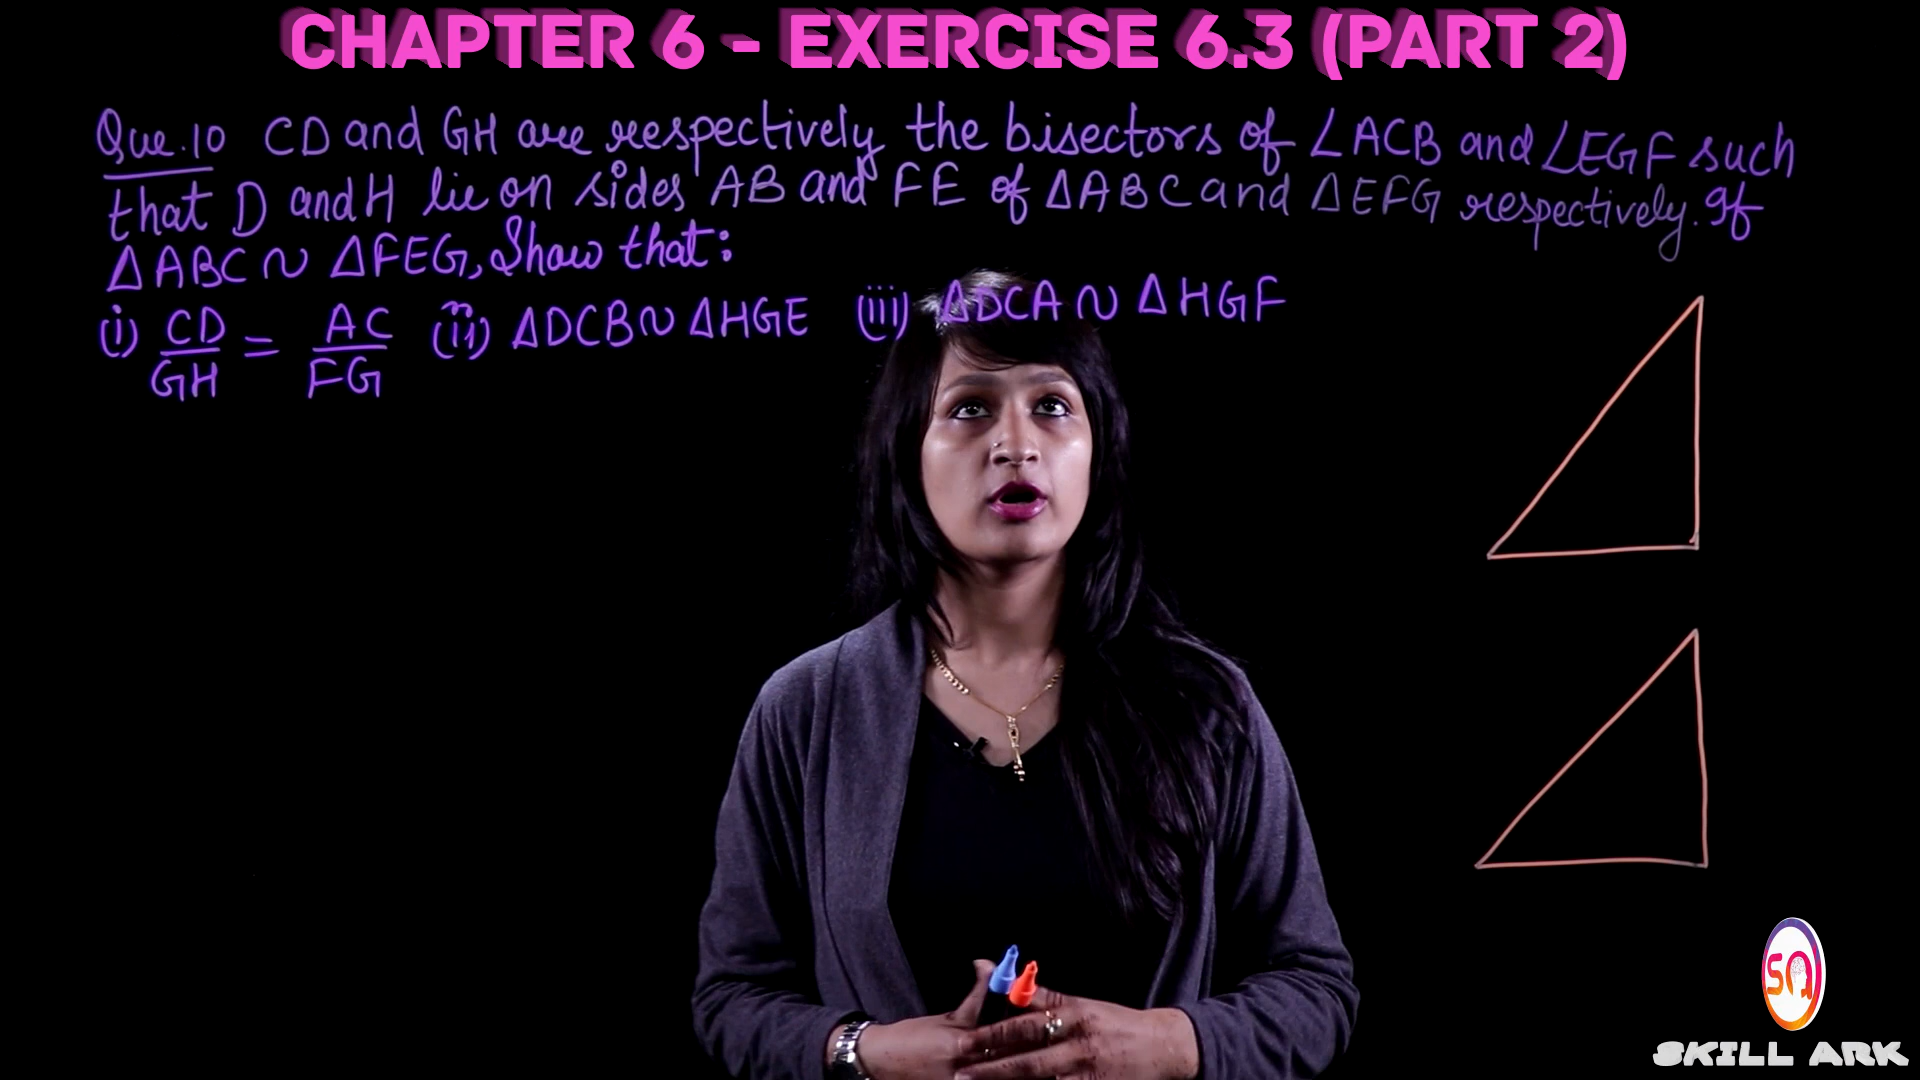 CHAPTER 6 - EXERCISE 6.3 (PART 2)
Que.10 CD and GH are respectively the bisectors of ∠ACB and ∠EGF such
that D and H lie on sides AB and FE of ΔABC and ΔEFG respectively. If
ΔABC ~ ΔFEG, Show that:
(i) CD/GH = AC/FG (ii) ΔDCB ~ ΔHGE (iii) ΔDCA ~ ΔHGF
SKILL ARK